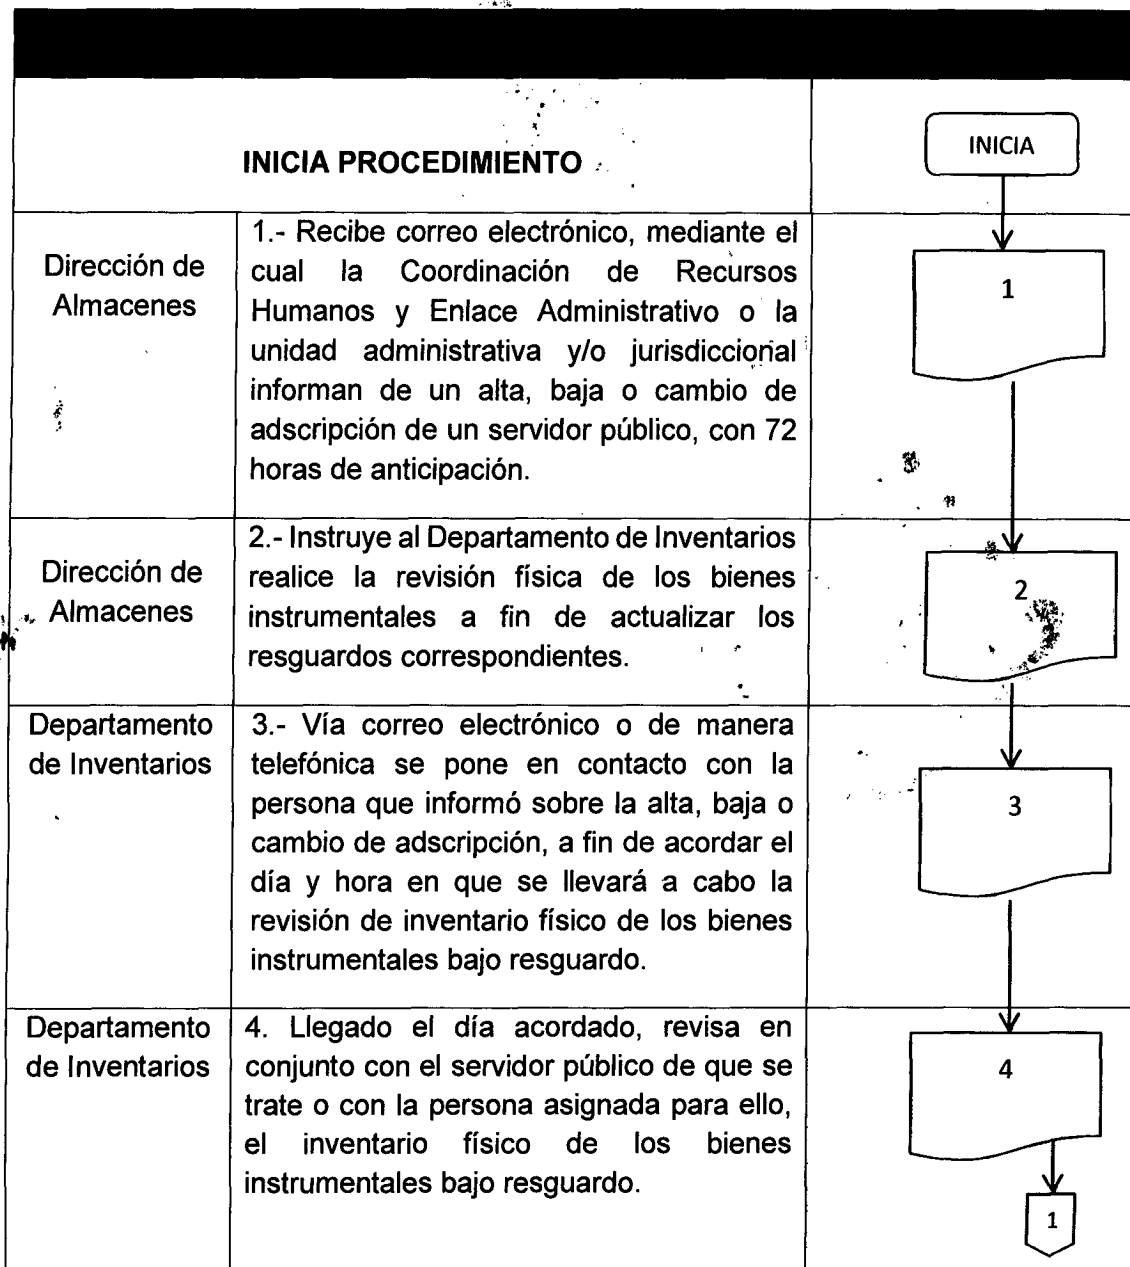 INICIA PROCEDIMIENTO
INICIA
Dirección de
Almacenes
1.- Recibe correo electrónico, mediante el
cual la Coordinación de Recursos
Humanos y Enlace Administrativo o la
unidad administrativa y/o jurisdiccional
informan de un alta, baja o cambio de
adscripción de un servidor público, con 72
horas de anticipación.
1
Dirección de
Almacenes
2.- Instruye al Departamento de Inventarios
realice la revisión física de los bienes
instrumentales a fin de actualizar los
resguardos correspondientes.
2
Departamento
de Inventarios
3.- Vía correo electrónico o de manera
telefónica se pone en contacto con la
persona que informó sobre la alta, baja o
cambio de adscripción, a fin de acordar el
día y hora en que se llevará a cabo la
revisión de inventario físico de los bienes
instrumentales bajo resguardo.
3
Departamento
de Inventarios
4. Llegado el día acordado, revisa en
conjunto con el servidor público de que se
trate o con la persona asignada para ello,
el inventario físico de los bienes
instrumentales bajo resguardo.
4
1